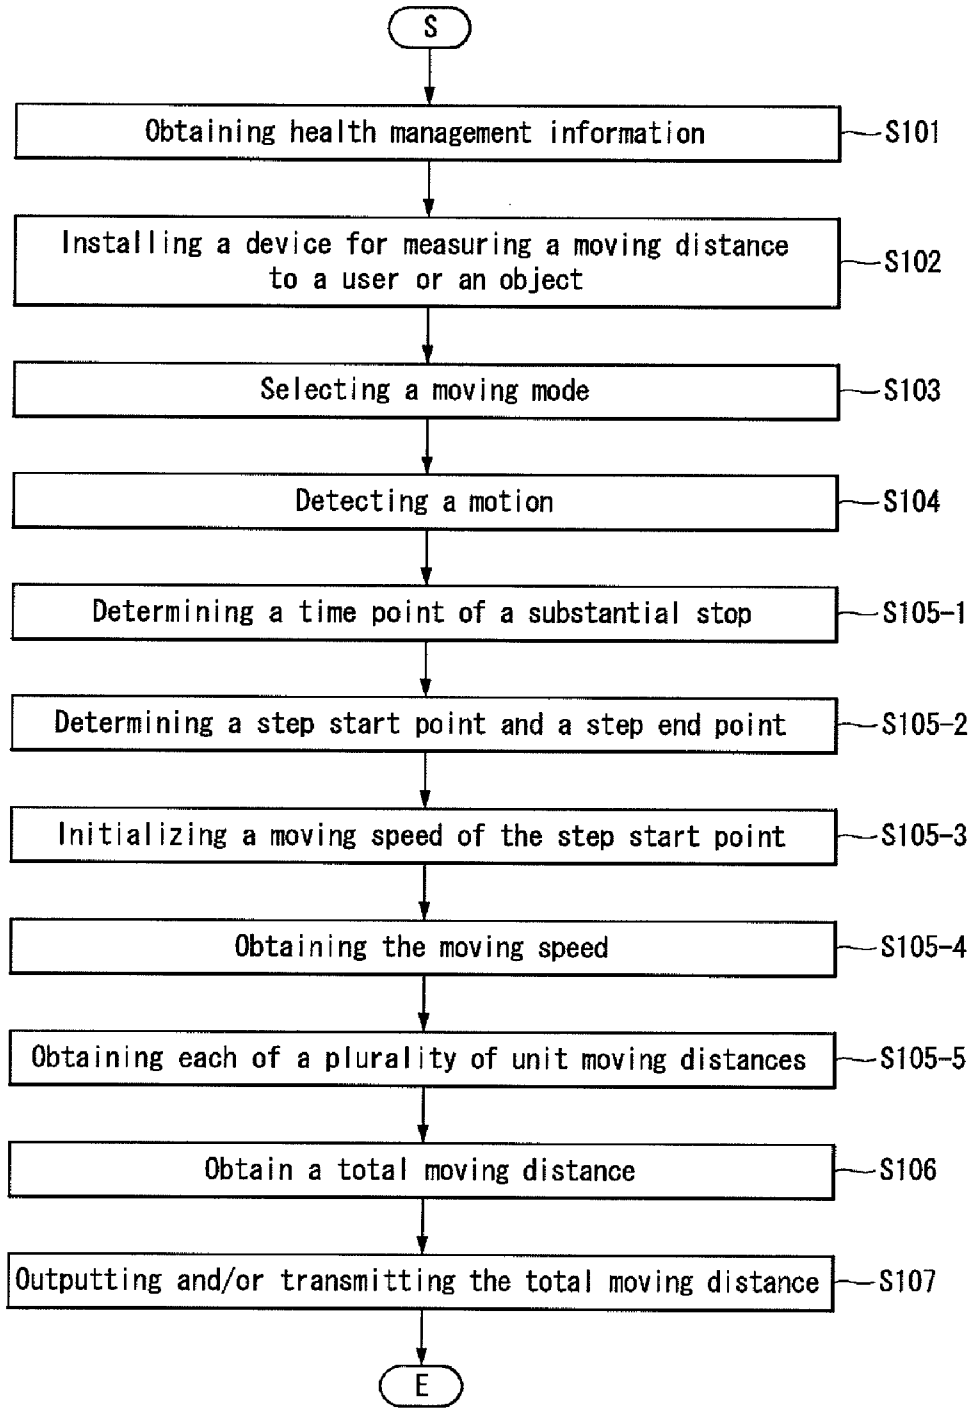 S
Obtaining health management information
S101
Installing a device for measuring a moving distance
to a user or an object
S102
Selecting a moving mode
S103
Detecting a motion
S104
Determining a time point of a substantial stop
S105-1
Determining a step start point and a step end point
S105-2
Initializing a moving speed of the step start point
S105-3
Obtaining the moving speed
S105-4
Obtaining each of a plurality of unit moving distances
S105-5
Obtain a total moving distance
S106
Outputting and/or transmitting the total moving distance
S107
E